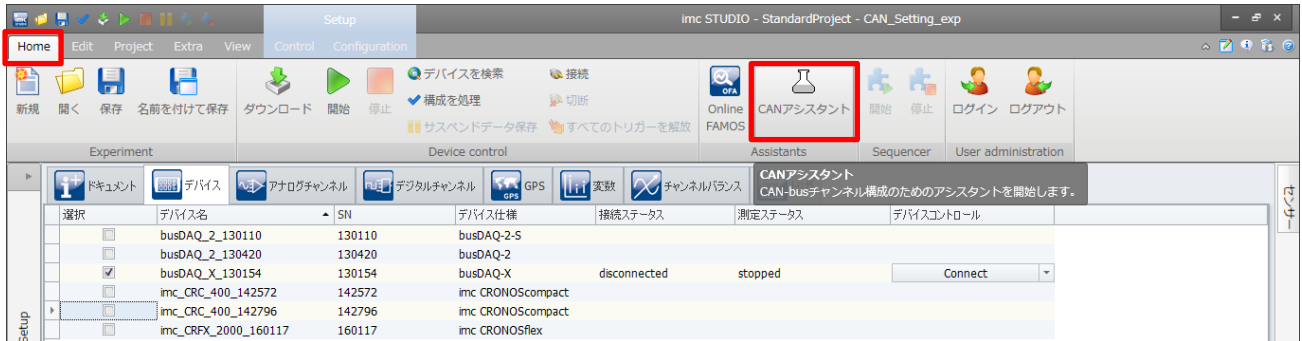 Setup
imc STUDIO - StandardProject - CAN_Setting_exp
Home Edit Project Extra View Control Configuration
新規 開く 保存 名前を付けて保存 ダウンロード 開始 停止
デバイスを検索 接続
構成を処理 切断
サスペンドデータ保存 すべてのトリガーを解放
OFA
Online FAMOS
CANアシスタント
開始 停止 ログイン ログアウト
Experiment Device control Assistants Sequencer User administration
CANアシスタント
CAN-busチャンネル構成のためのアシスタントを開始します。
ドキュメント デバイス アナログチャンネル デジタルチャンネル GPS GPS 変数 チャンネルバランス
選択 デバイス名 SN デバイス仕様 接続ステータス 測定ステータス デバイスコントロール
busDAQ_2_130110 130110 busDAQ-2-S
busDAQ_2_130420 130420 busDAQ-2
busDAQ_X_130154 130154 busDAQ-X disconnected stopped Connect
imc_CRC_400_142572 142572 imc CRONOScompact
imc_CRC_400_142796 142796 imc CRONOScompact
imc_CRFX_2000_160117 160117 imc CRONOSflex
Setup
センサー